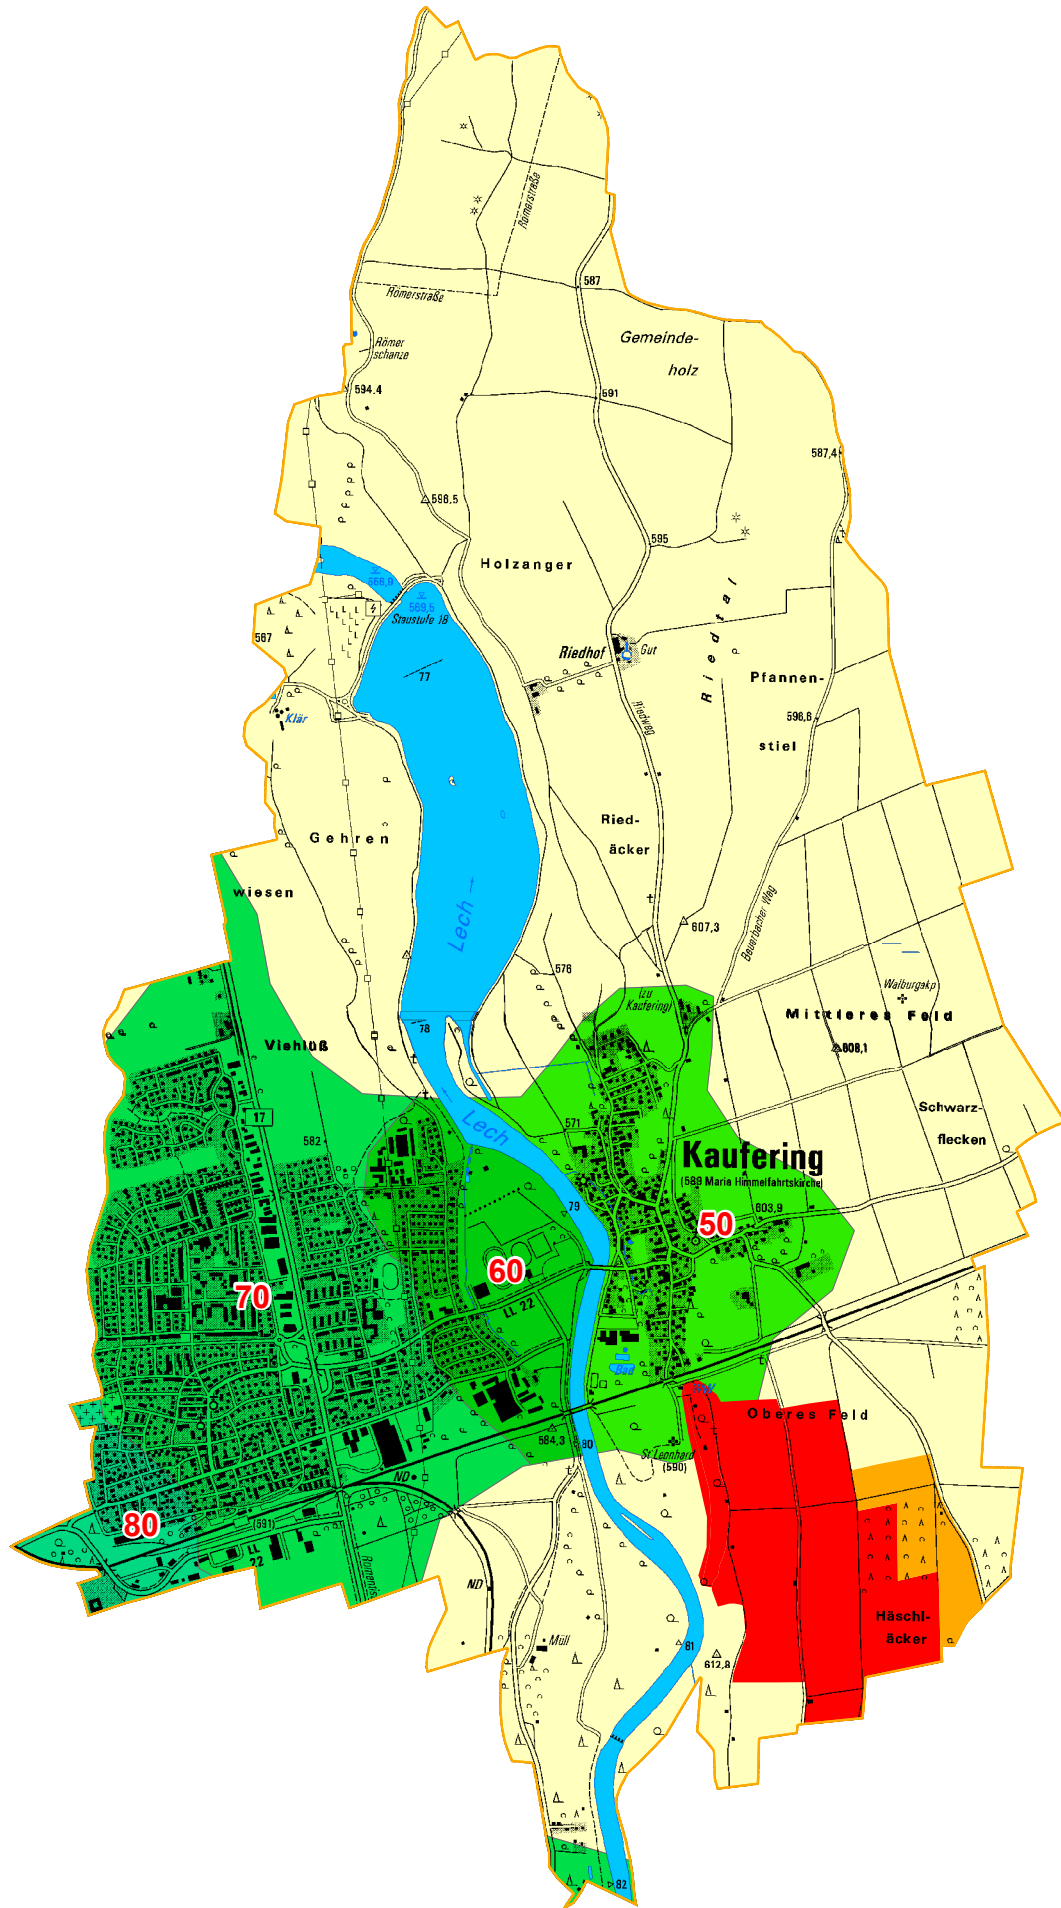 Römerstraße
587
Römerstraße
Gemeinde-
holz
Römer
schanze
594.4
591
587,4
598,5
595
Holzanger
568,9
569,5
Staustufe 18
567
Riedhof
Gut
Riedtal
77
Pfannen-
Klär
Riedweg
596,6
stiel
Ried-
äcker
Gehren
wiesen
Lech
607,3
Beuerbacher Weg
576
Walburgakp
(zu
Kaufering)
Mittleres Feld
78
Viehlüß
608,1
17
Schwarz-
flecken
582
571
Lech
Kaufering
(589 Maria Himmelfahrtskirche)
79
603,9
50
60
70
LL 22
Bad
Oberes Feld
584,3
80
St Leonhard
(590)
ND
80
(591)
LL
22
ND
Häschl-
äcker
Müll
81
612,8
82